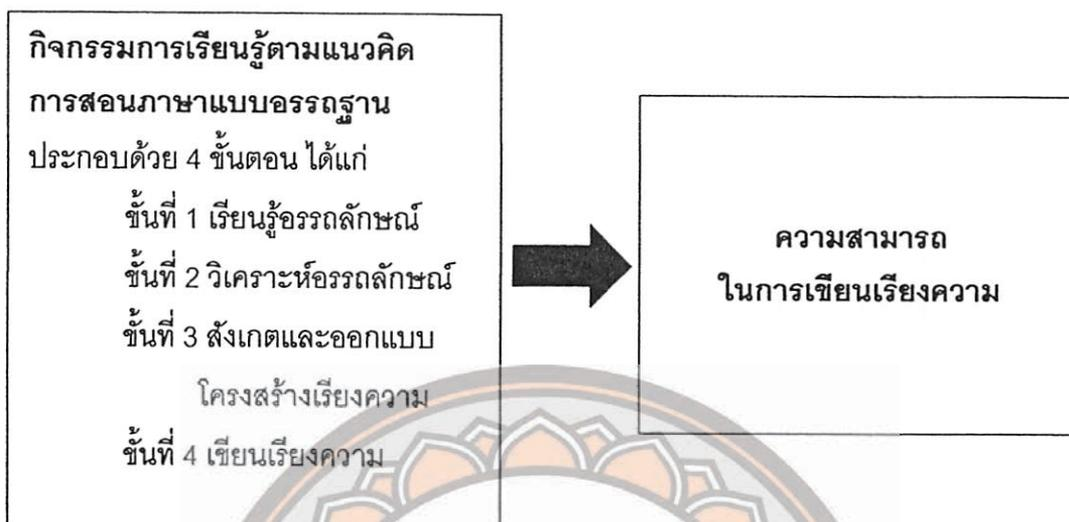 กิจกรรมการเรียนรู้ตามแนวคิด
การสอนภาษาแบบอรรถฐาน
ประกอบด้วย 4 ขั้นตอน ได้แก่
ขั้นที่ 1 เรียนรู้อรรถลักษณ์
ขั้นที่ 2 วิเคราะห์อรรถลักษณ์
ขั้นที่ 3 สังเกตและออกแบบ
โครงสร้างเรียงความ
ขั้นที่ 4 เขียนเรียงความ
ความสามารถ
ในการเขียนเรียงความ